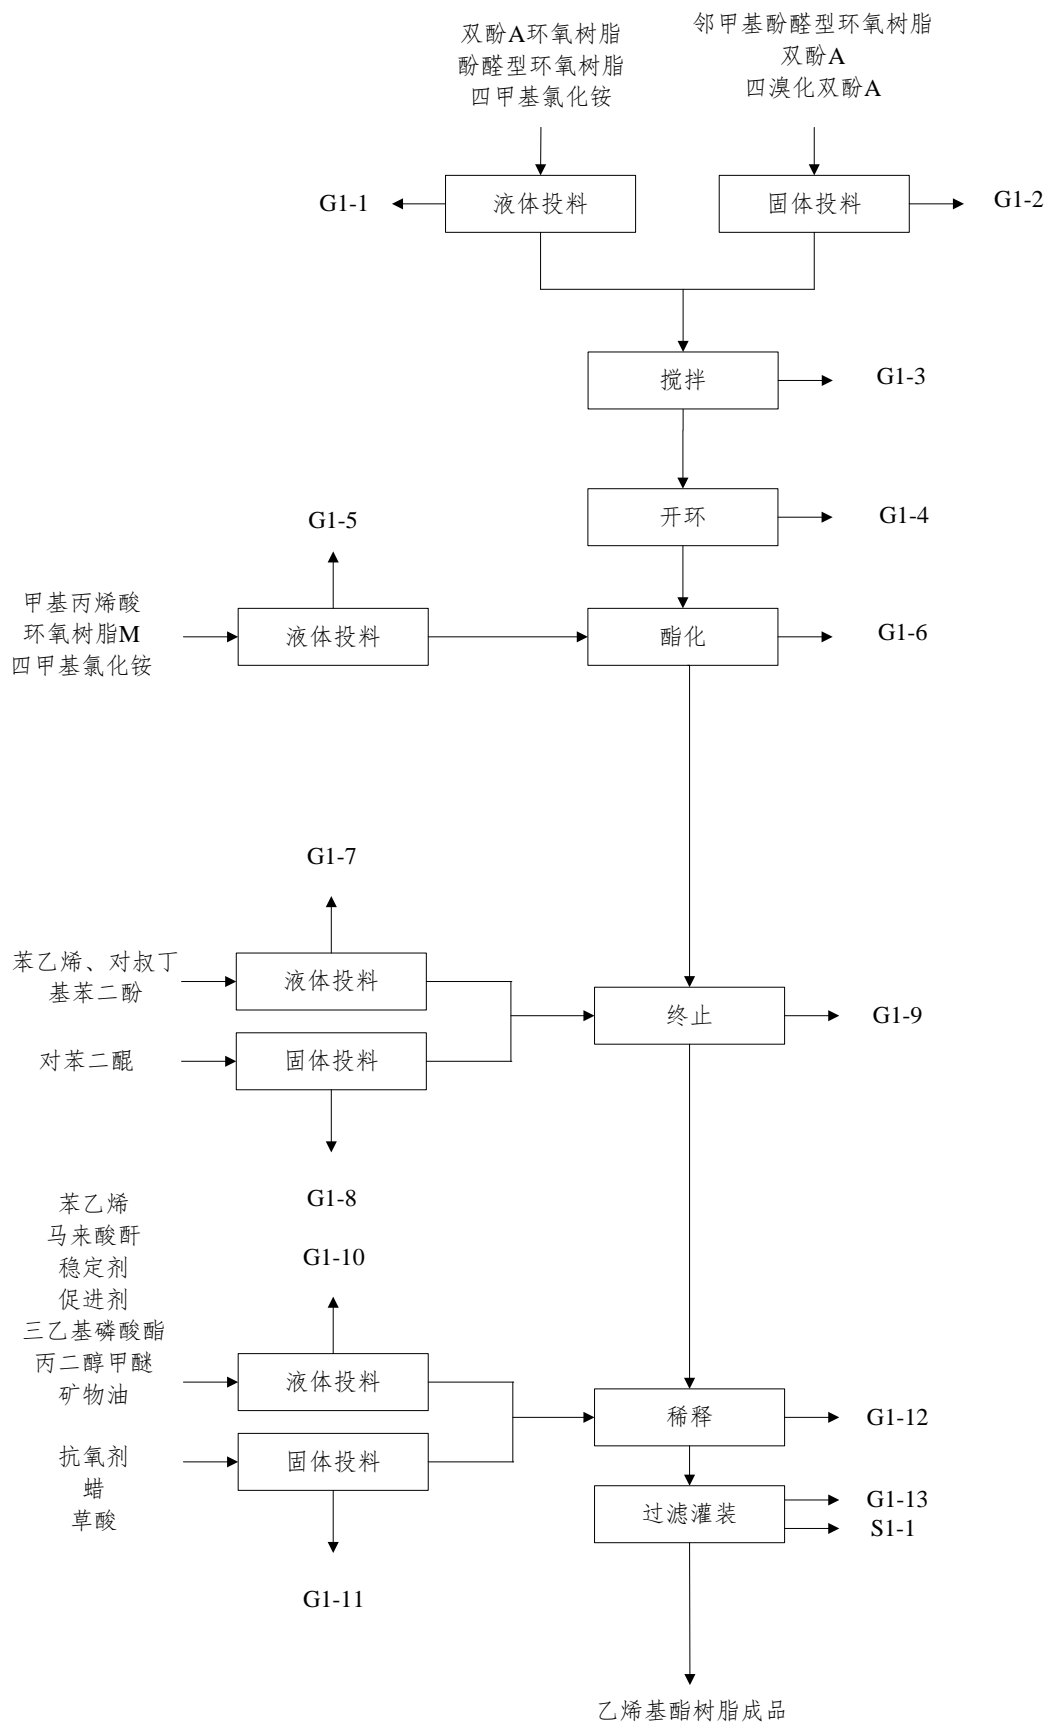 双酚A环氧树脂
酚醛型环氧树脂
四甲基氯化铵
邻甲基酚醛型环氧树脂
双酚A
四溴化双酚A
G1-1
液体投料
固体投料
G1-2
搅拌
G1-3
开环
G1-4
G1-5
甲基丙烯酸
环氧树脂M
四甲基氯化铵
液体投料
酯化
G1-6
G1-7
苯乙烯、对叔丁
基苯二酚
液体投料
终止
G1-9
对苯二醌
固体投料
G1-8
苯乙烯
马来酸酐
稳定剂
促进剂
三乙基磷酸酯
丙二醇甲醚
矿物油
G1-10
液体投料
稀释
G1-12
抗氧剂
蜡
草酸
固体投料
G1-11
过滤灌装
G1-13
S1-1
乙烯基酯树脂成品